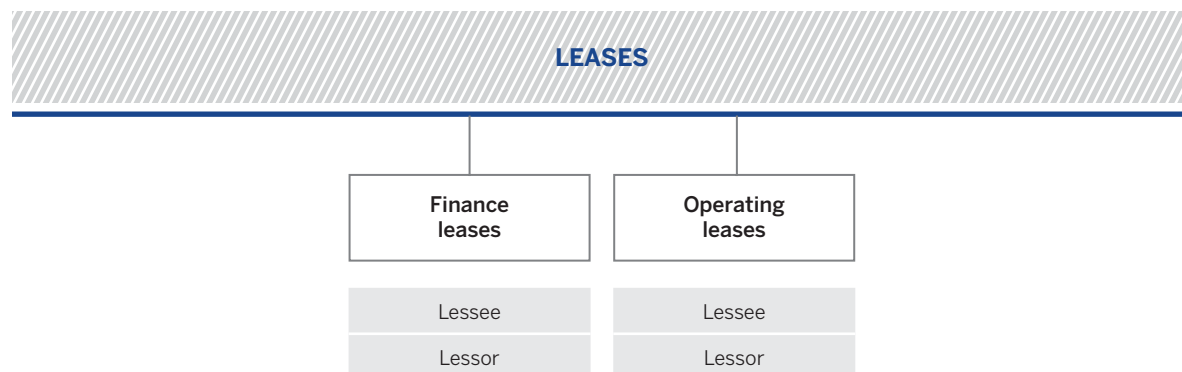 LEASES
Finance
leases
Operating
leases
Lessee
Lessee
Lessor
Lessor